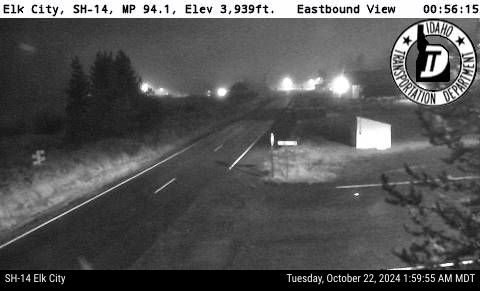 Elk City, SH-14, MP 94.1, Elev 3,939ft. Eastbound View 00:56:15
IDAHO
TRANSPORTATION DEPARTMENT
SH-14 Elk City Tuesday, October 22, 2024 1:59:55 AM MDT